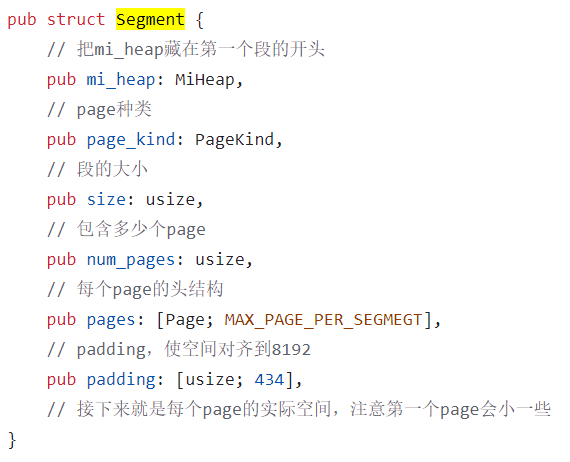 pub struct Segment {
// 把mi_heap藏在第一个段的开头
pub mi_heap: MiHeap,
// page种类
pub page_kind: PageKind,
// 段的大小
pub size: usize,
// 包含多少个page
pub num_pages: usize,
// 每个page的头结构
pub pages: [Page; MAX_PAGE_PER_SEGMEGT],
// padding，使空间对齐到8192
pub padding: [usize; 434],
// 接下来就是每个page的实际空间，注意第一个page会小一些
}